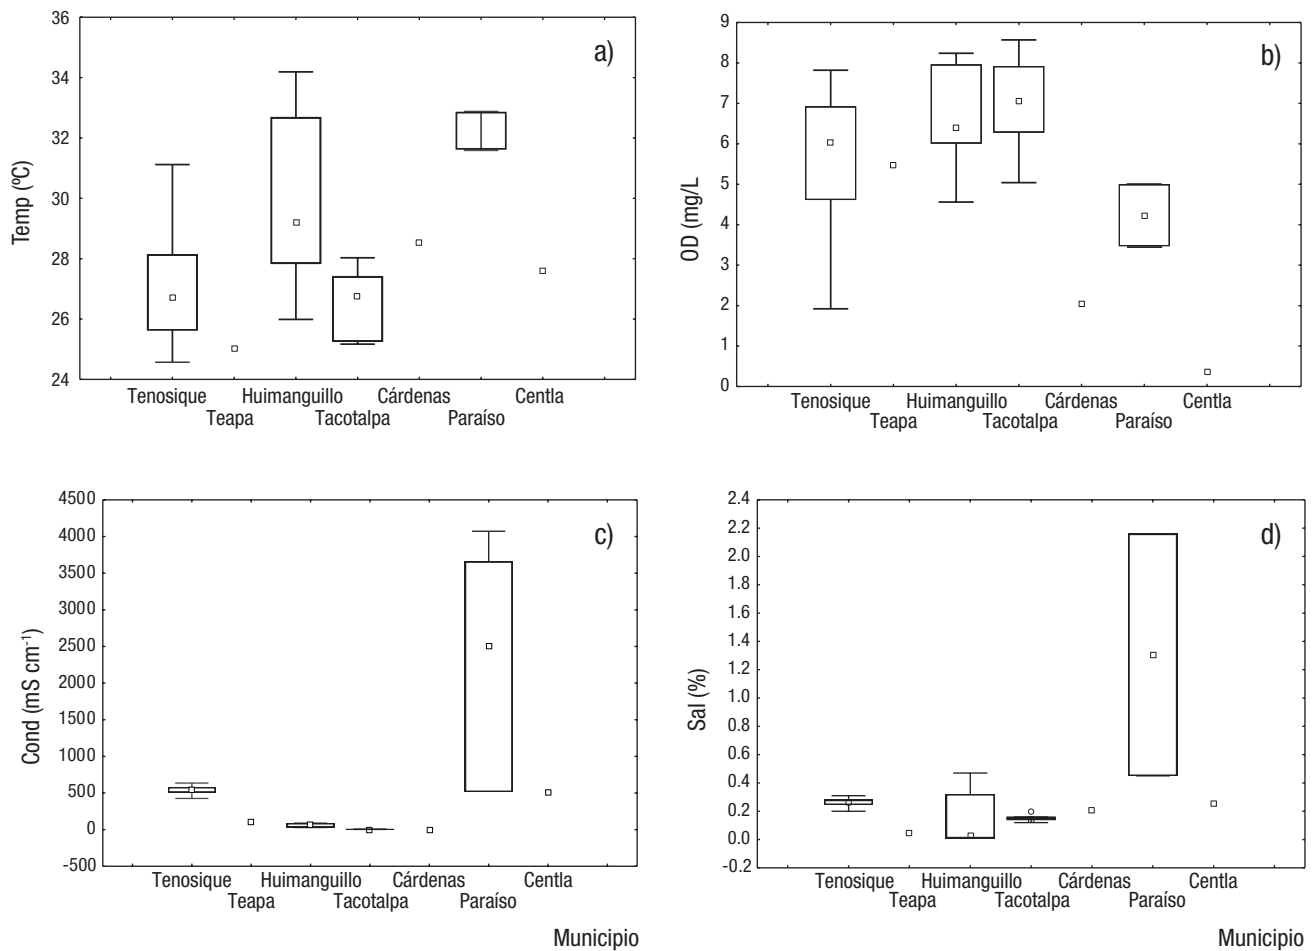 a)
Temp (ºC)
36
34
32
30
28
26
24
Tenosique Huimanguillo Cárdenas Centla
Teapa Tacotalpa Paraíso
b)
OD (mg/L
9
8
7
6
5
4
3
2
1
0
Tenosique Huimanguillo Cárdenas Centla
Teapa Tacotalpa Paraíso
c)
Cond (mS cm-1)
4500
4000
3500
3000
2500
2000
1500
1000
500
0
-500
Tenosique Huimanguillo Cárdenas Centla
Teapa Tacotalpa Paraíso
Municipio
d)
Sal (%)
2.4
2.2
2.0
1.8
1.6
1.4
1.2
1.0
0.8
0.6
0.4
0.2
0.0
-0.2
Tenosique Huimanguillo Cárdenas Centla
Teapa Tacotalpa Paraíso
Municipio